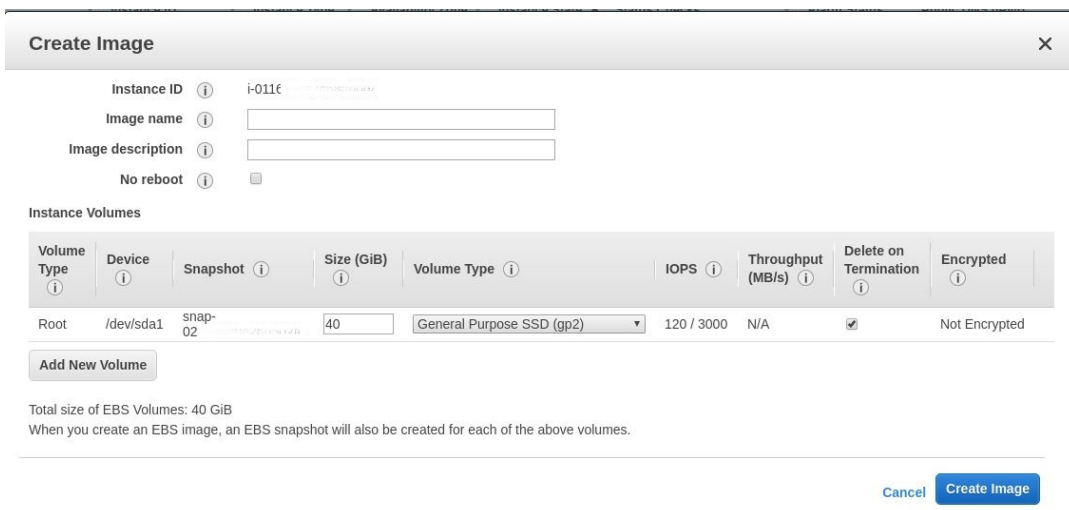 Create Image
Instance ID i-0116
Image name
Image description
No reboot
Instance Volumes
Volume Type Device Snapshot Size (GiB) Volume Type IOPS Throughput (MB/s) Delete on Termination Encrypted
Root /dev/sda1 snap-02 40 General Purpose SSD (gp2) 120 / 3000 N/A Not Encrypted
Add New Volume
Total size of EBS Volumes: 40 GiB
When you create an EBS image, an EBS snapshot will also be created for each of the above volumes.
Cancel Create Image